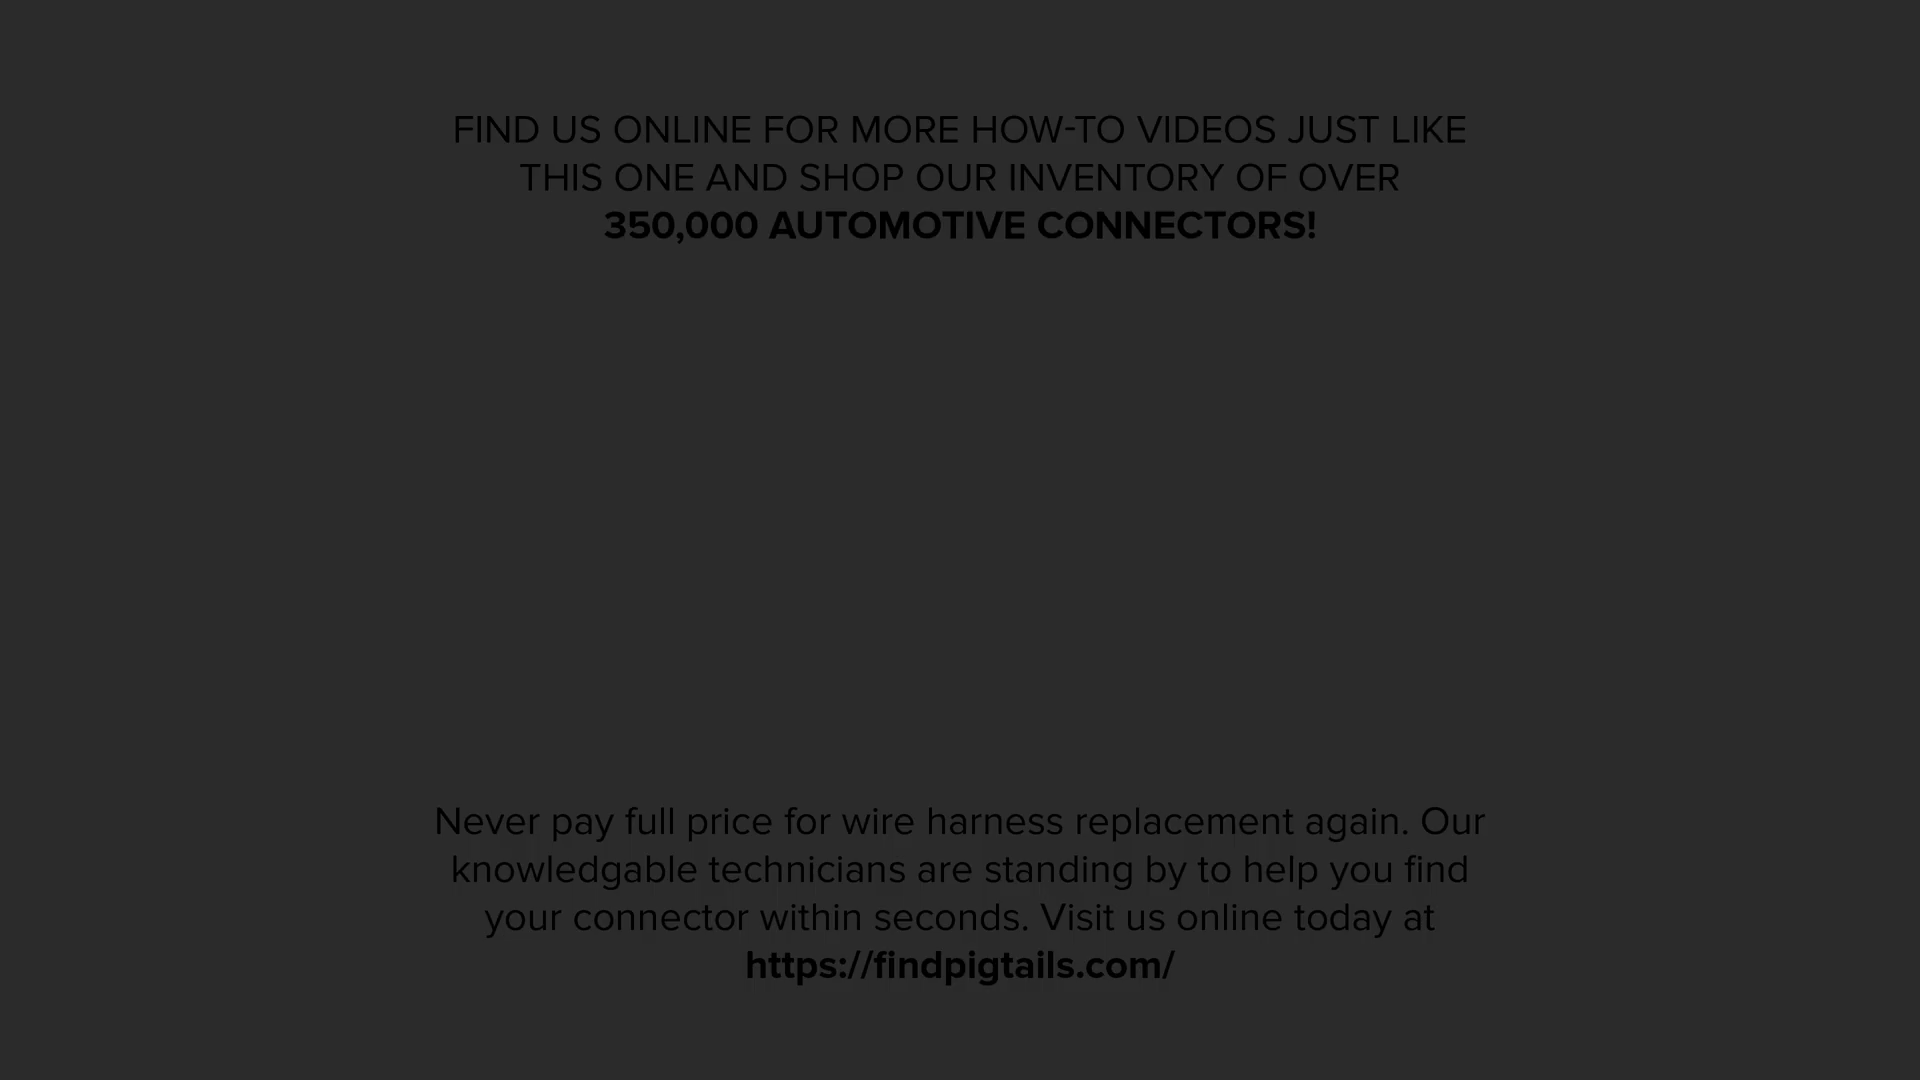 FIND US ONLINE FOR MORE HOW-TO VIDEOS JUST LIKE
THIS ONE AND SHOP OUR INVENTORY OF OVER
350,000 AUTOMOTIVE CONNECTORS!
Never pay full price for wire harness replacement again. Our
knowledgable technicians are standing by to help you find
your connector within seconds. Visit us online today at
https://findpigtails.com/